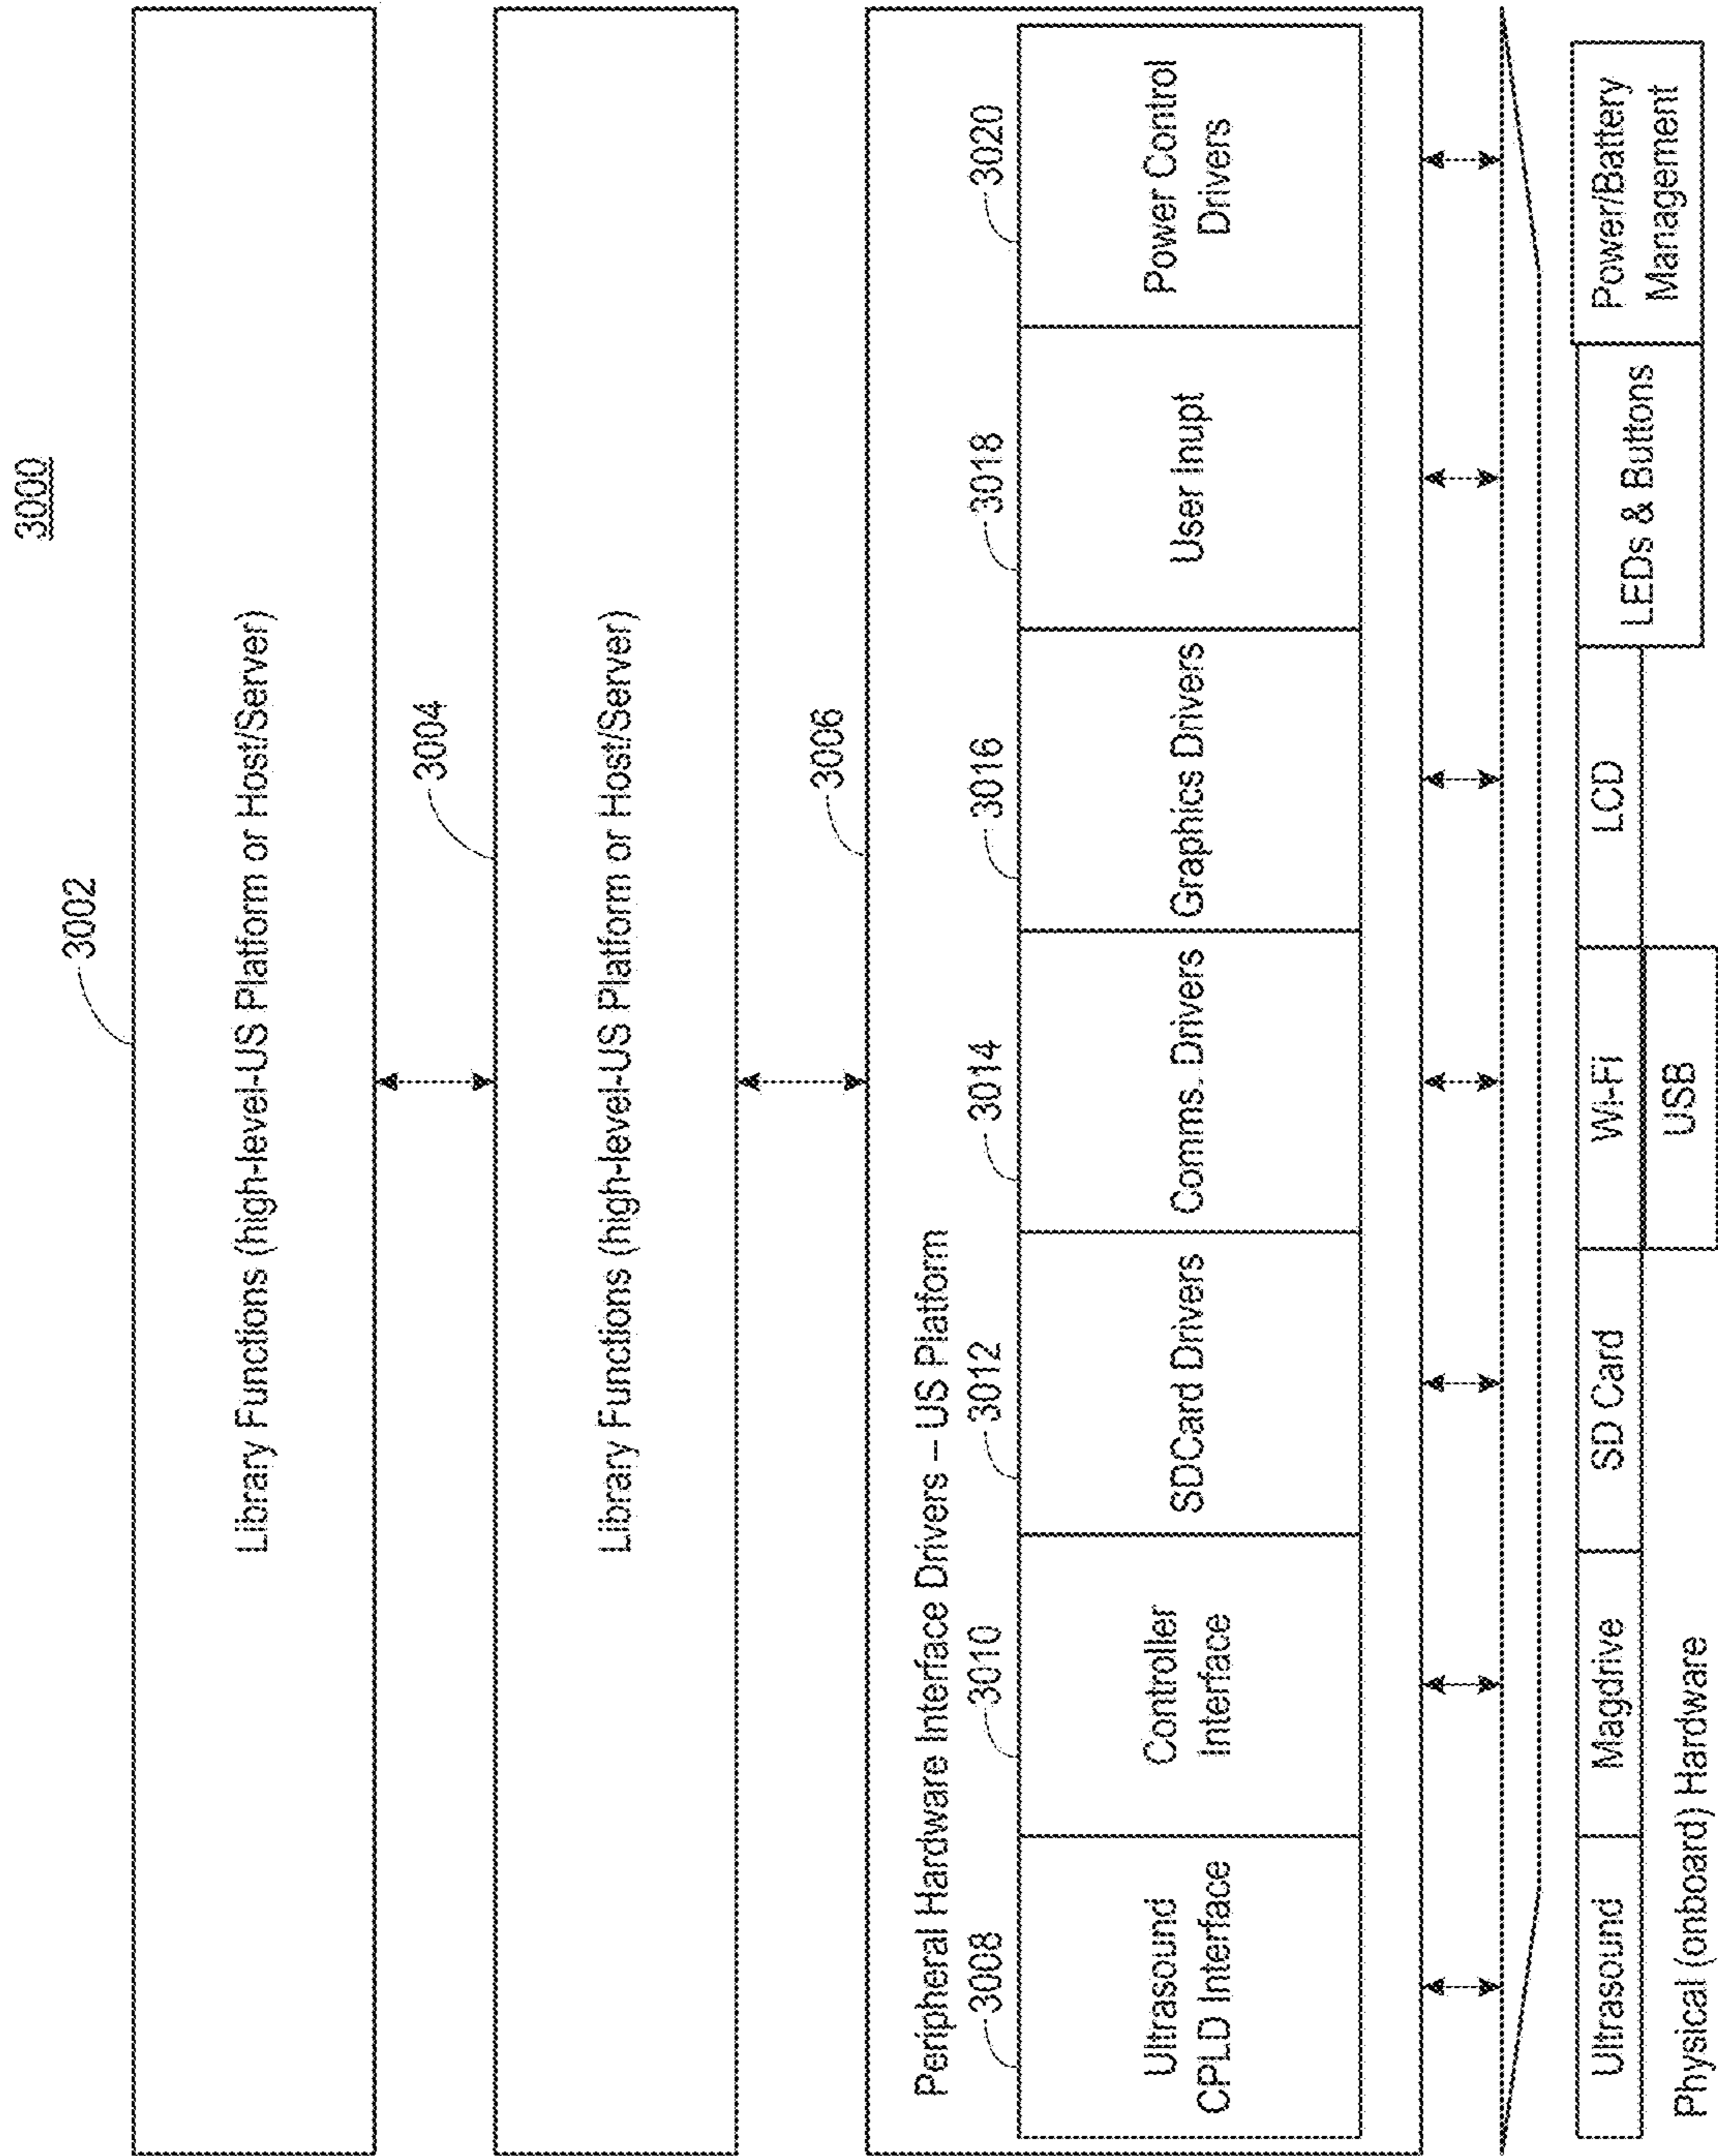 3000
3002
Library Functions (high-level-US Platform or Host/Server)
3004
Library Functions (high-level-US Platform or Host/Server)
3006
Peripheral Hardware Interface Drivers – US Platform
3008
3010
3012
3014
3016
3018
3020
Ultrasound
CPLD Interface
Controller
Interface
SDCard Drivers
Comms. Drivers
Graphics Drivers
User Inupt
Power Control
Drivers
Ultrasound
Magdrive
SD Card
Wi-Fi
USB
LCD
LEDs & Buttons
Power/Battery
Management
Physical (onboard) Hardware